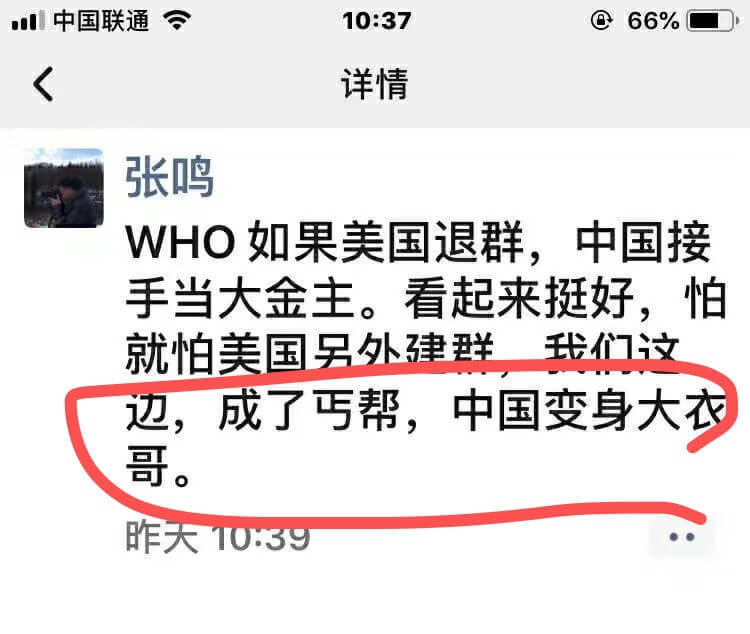 中国联通 10:37 66%
详情
张鸣
WHO 如果美国退群，中国接
手当大金主。看起来挺好，怕
就怕美国另外建群，我们这
边，成了丐帮，中国变身大衣
哥。
昨天 10:39